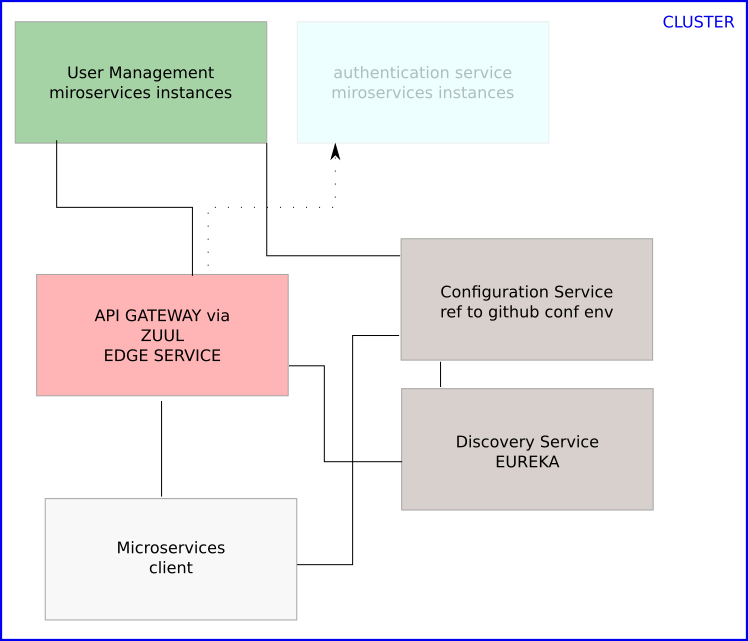 CLUSTER
User Management
miroservices instances
authentication service
miroservices instances
Configuration Service
ref to github conf env
API GATEWAY via
ZUUL
EDGE SERVICE
Discovery Service
EUREKA
Microservices
client